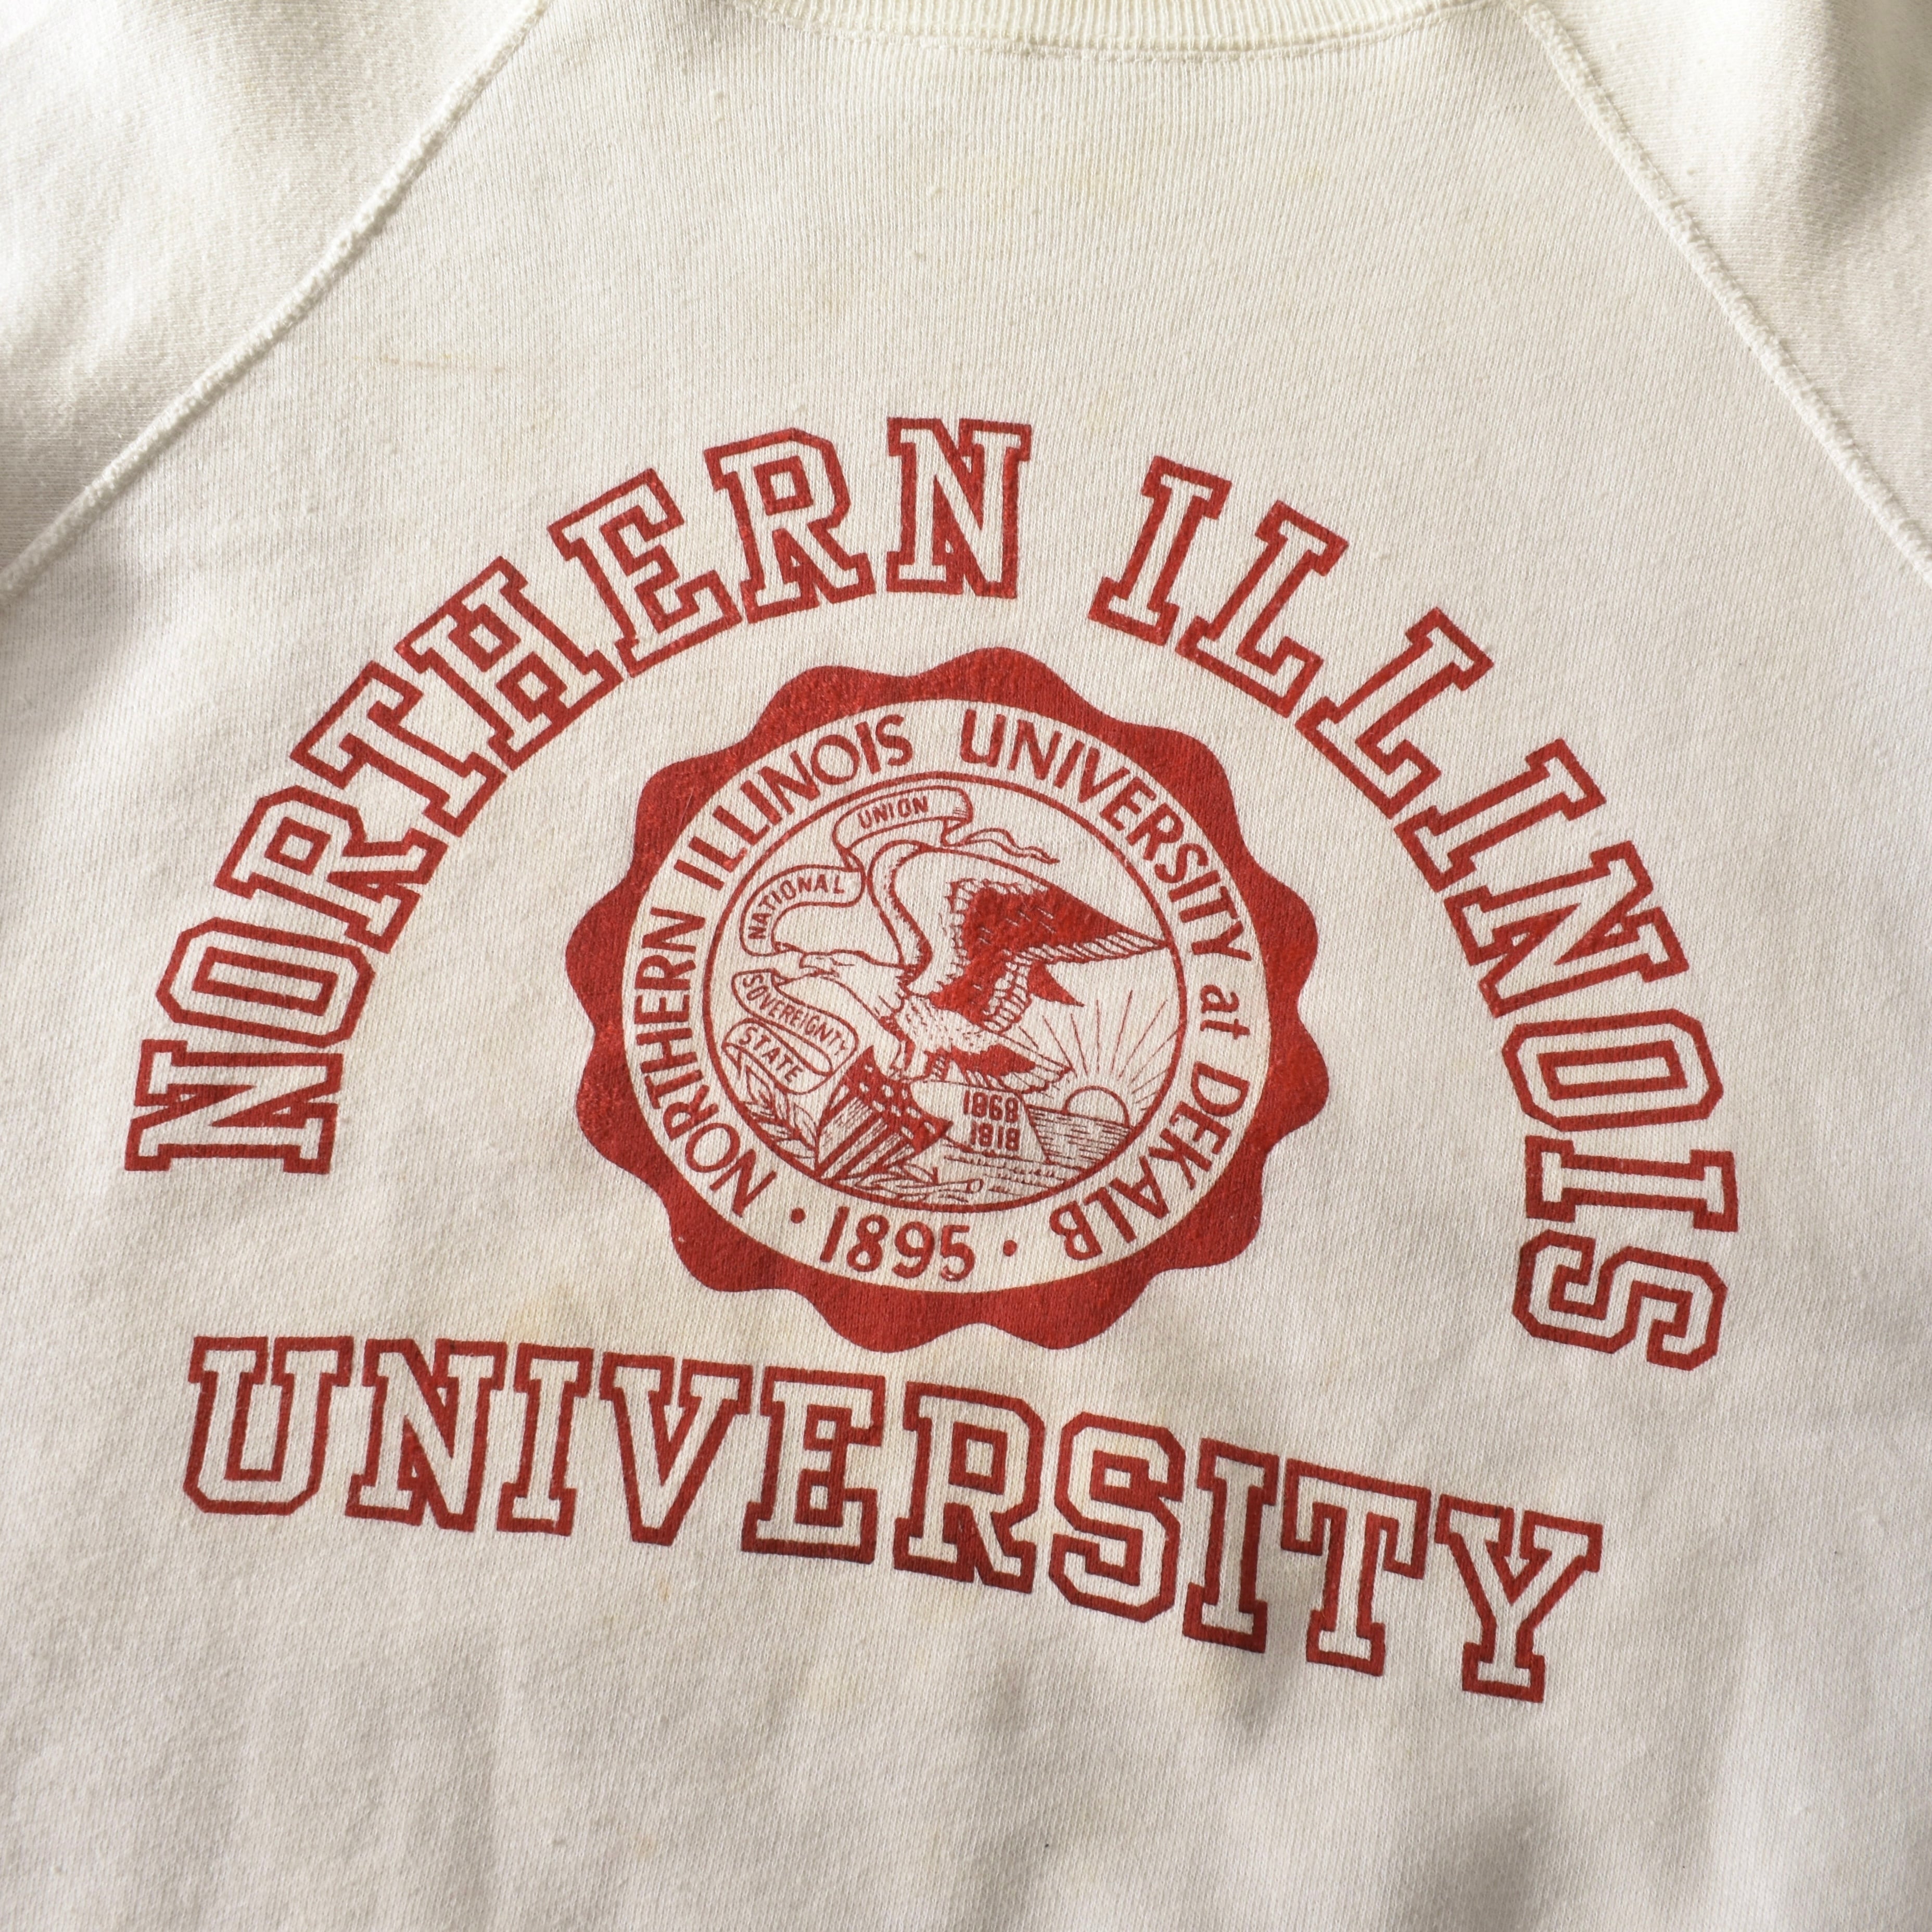 NORTHERN ILLINOIS
NORTHERN ILLINOIS UNIVERSITY at DEKALB
· 1895 ·
UNION
NATIONAL
SOVEREIGNTY
STATE
1868
1818
UNIVERSITY